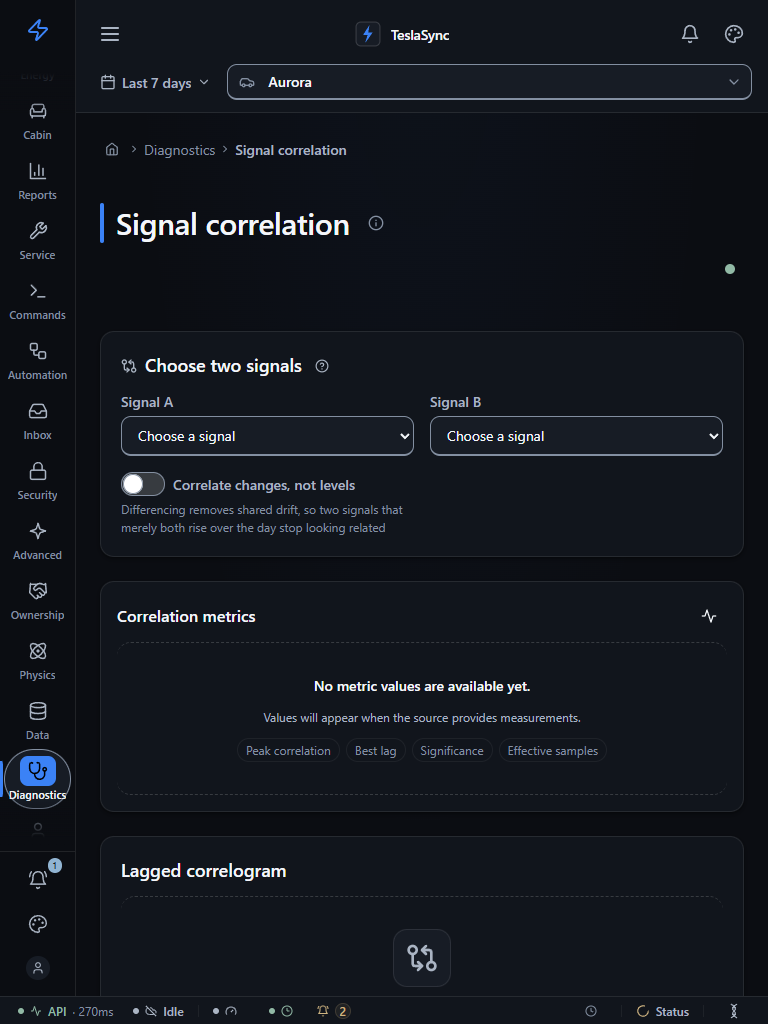 TeslaSync
Last 7 days
Aurora
Energy
Cabin
Reports
Service
Commands
Automation
Inbox
Security
Advanced
Ownership
Physics
Data
Diagnostics
1
Diagnostics
Signal correlation
Signal correlation
Choose two signals
Signal A
Signal B
Choose a signal
Choose a signal
Correlate changes, not levels
Differencing removes shared drift, so two signals that
merely both rise over the day stop looking related
Correlation metrics
No metric values are available yet.
Values will appear when the source provides measurements.
Peak correlation
Best lag
Significance
Effective samples
Lagged correlogram
API · 270ms
Idle
2
Status